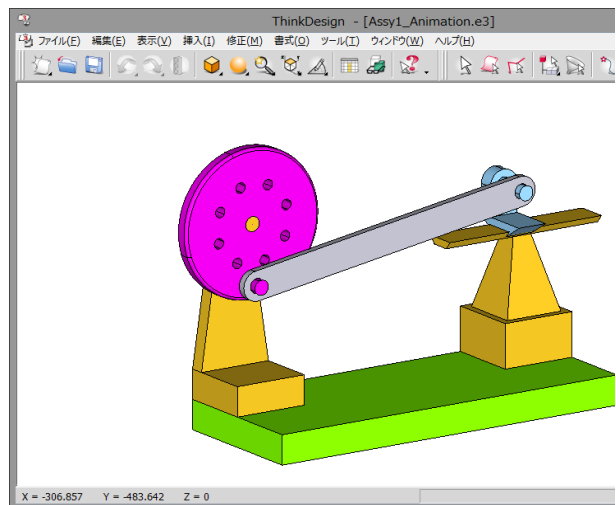 ThinkDesign - [Assy1_Animation.e3]
ファイル(F) 編集(E) 表示(V) 挿入(I) 修正(M) 書式(O) ツール(T) ウィンドウ(W) ヘルプ(H)
X = -306.857 Y = -483.642 Z = 0